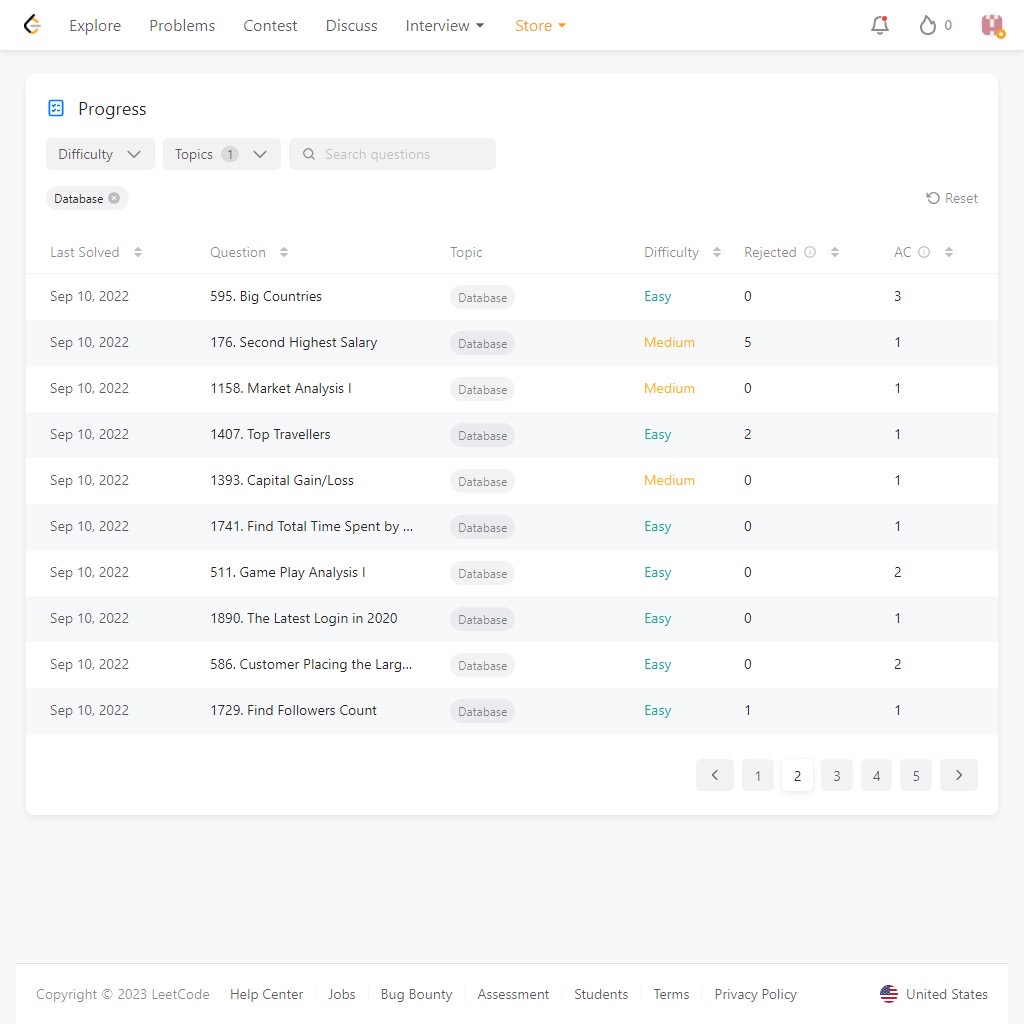 Explore Problems Contest Discuss Interview Store 0
Progress
Difficulty Topics 1 Search questions
Database Reset
Last Solved Question Topic Difficulty Rejected AC
Sep 10, 2022 595. Big Countries Database Easy 0 3
Sep 10, 2022 176. Second Highest Salary Database Medium 5 1
Sep 10, 2022 1158. Market Analysis I Database Medium 0 1
Sep 10, 2022 1407. Top Travellers Database Easy 2 1
Sep 10, 2022 1393. Capital Gain/Loss Database Medium 0 1
Sep 10, 2022 1741. Find Total Time Spent by ... Database Easy 0 1
Sep 10, 2022 511. Game Play Analysis I Database Easy 0 2
Sep 10, 2022 1890. The Latest Login in 2020 Database Easy 0 1
Sep 10, 2022 586. Customer Placing the Larg... Database Easy 0 2
Sep 10, 2022 1729. Find Followers Count Database Easy 1 1
1 2 3 4 5
Copyright © 2023 LeetCode Help Center Jobs Bug Bounty Assessment Students Terms Privacy Policy United States